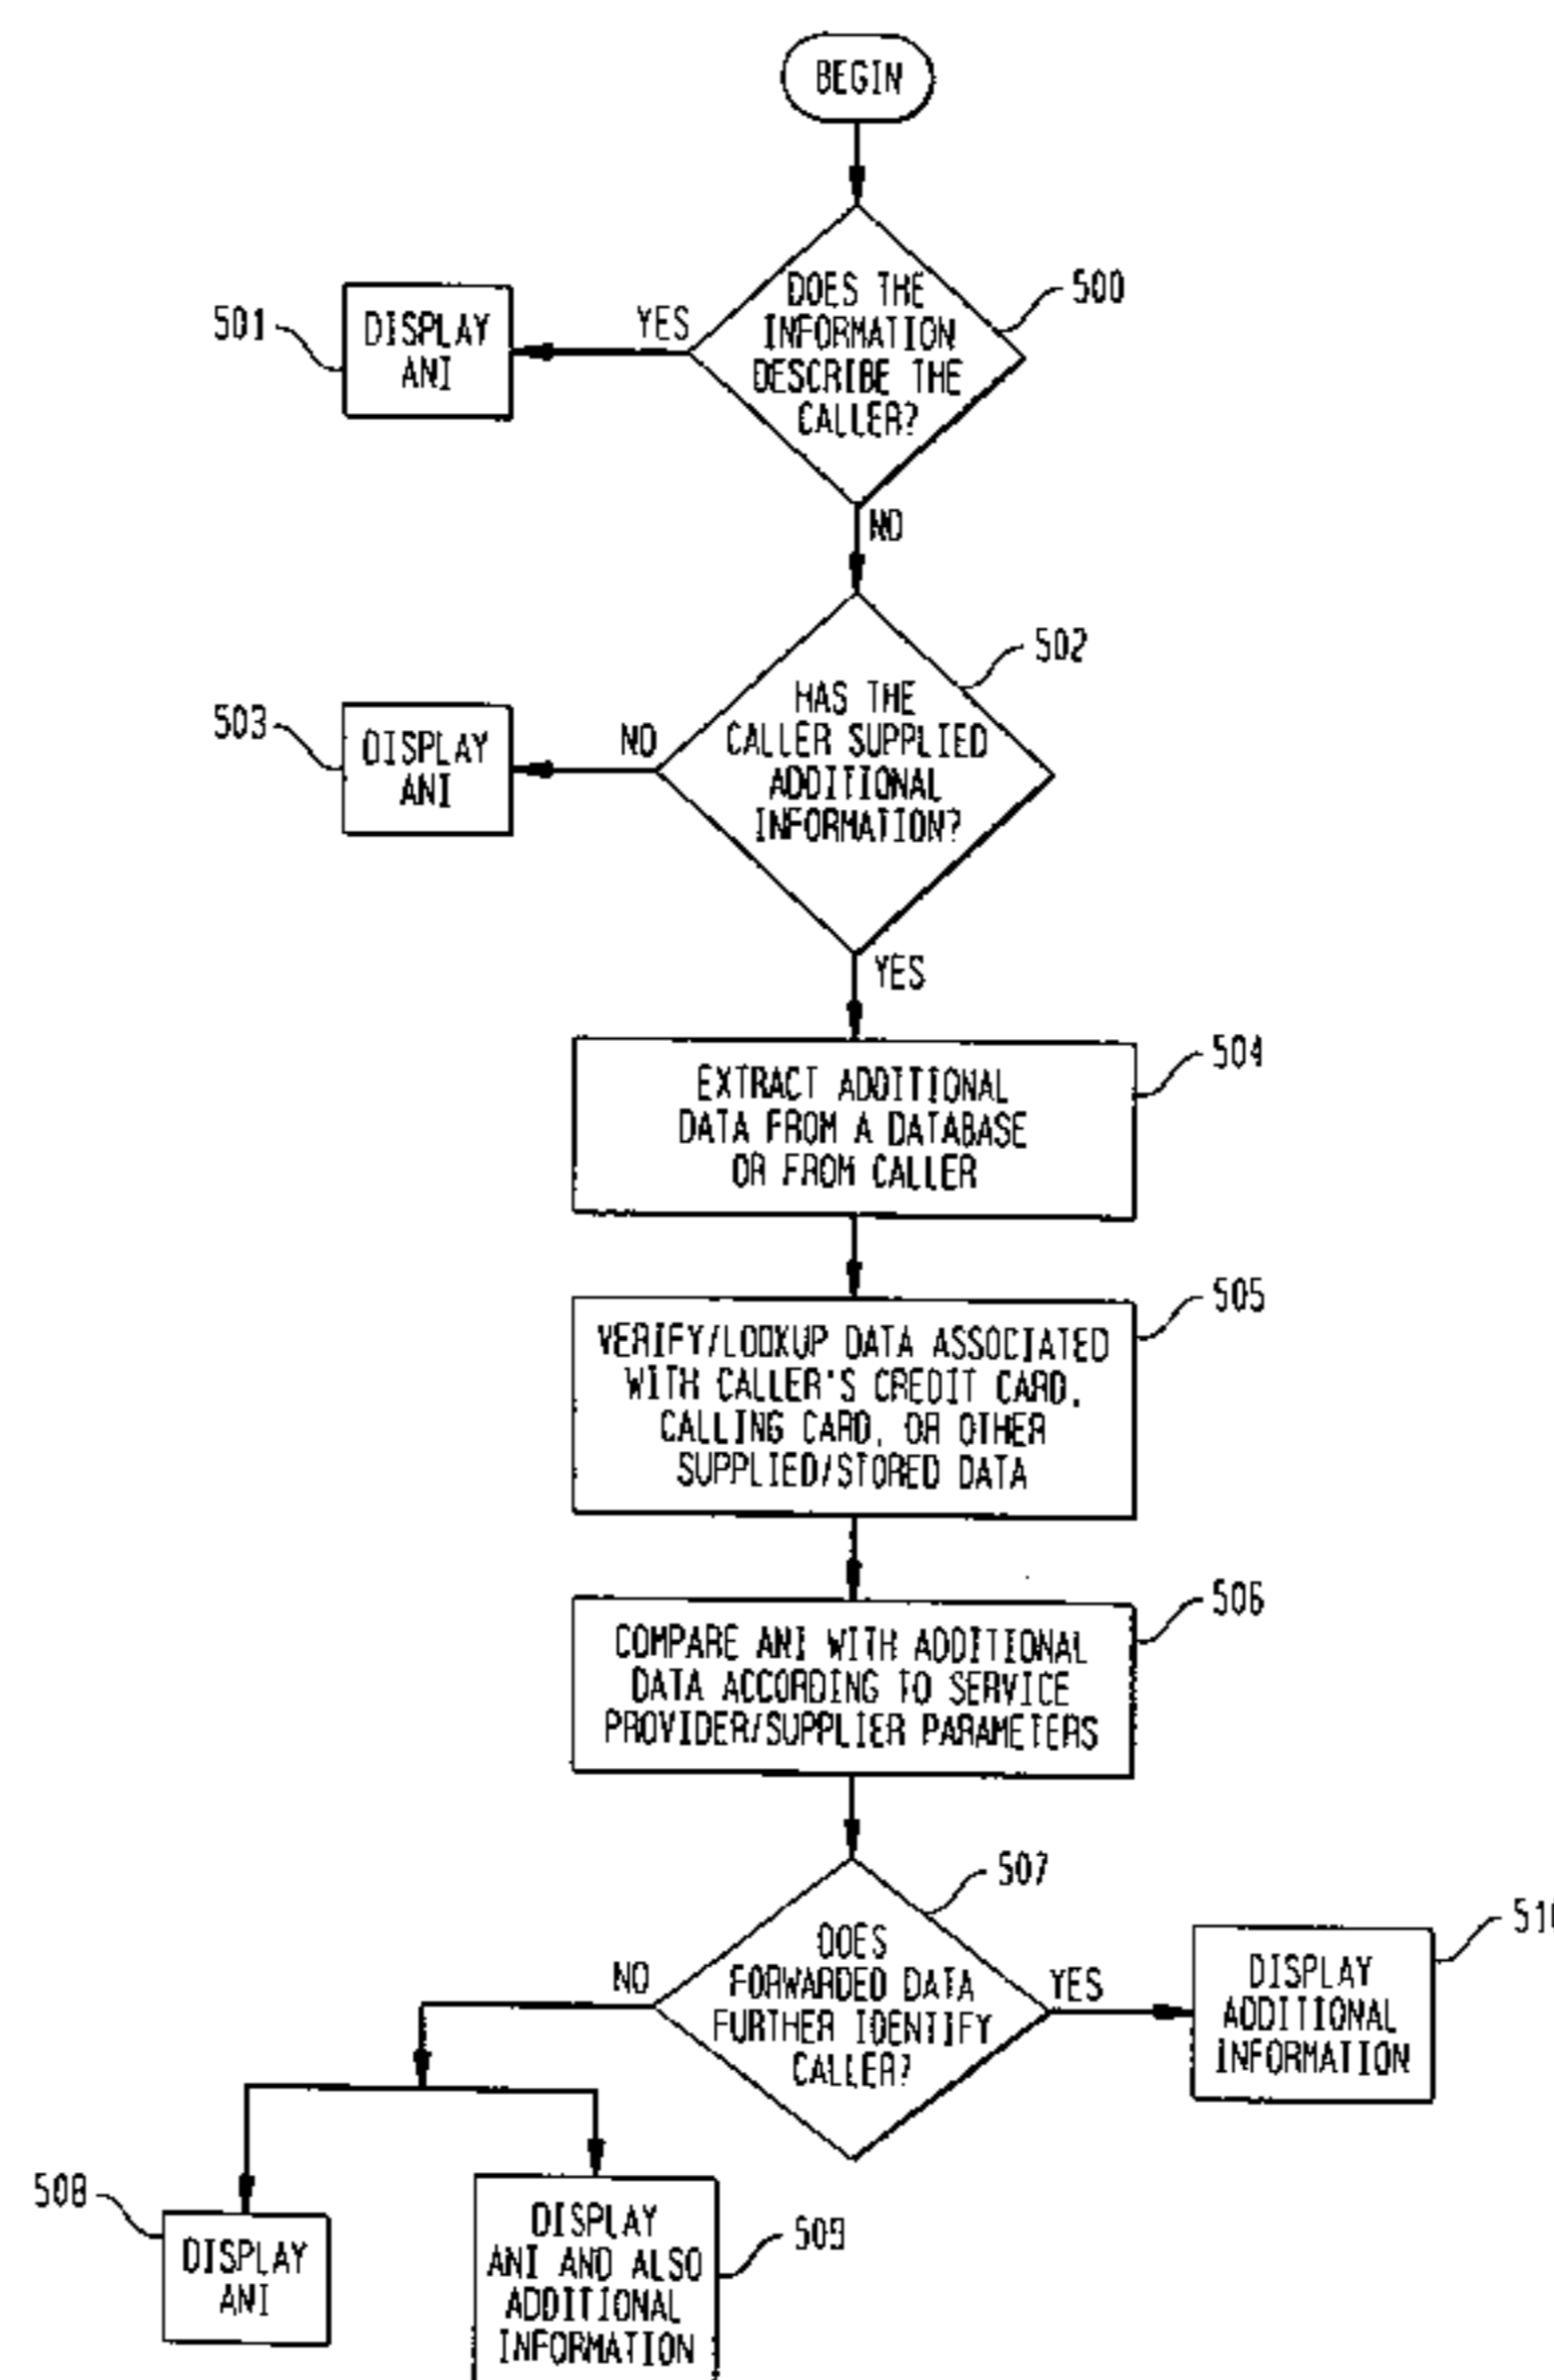 BEGIN
500
DOES THE
INFORMATION
DESCRIBE THE
CALLER?
YES
501
DISPLAY
ANI
NO
502
HAS THE
CALLER SUPPLIED
ADDITIONAL
INFORMATION?
NO
503
DISPLAY
ANI
YES
504
EXTRACT ADDITIONAL
DATA FROM A DATABASE
OR FROM CALLER
505
VERIFY/LOOKUP DATA ASSOCIATED
WITH CALLER'S CREDIT CARD,
CALLING CARD, OR OTHER
SUPPLIED/STORED DATA
506
COMPARE ANI WITH ADDITIONAL
DATA ACCORDING TO SERVICE
PROVIDER/SUPPLIER PARAMETERS
507
DOES
FORWARDED DATA
FURTHER IDENTIFY
CALLER?
NO
YES
DISPLAY
ADDITIONAL
INFORMATION
508
DISPLAY
ANI
509
DISPLAY
ANI AND ALSO
ADDITIONAL
INFORMATION